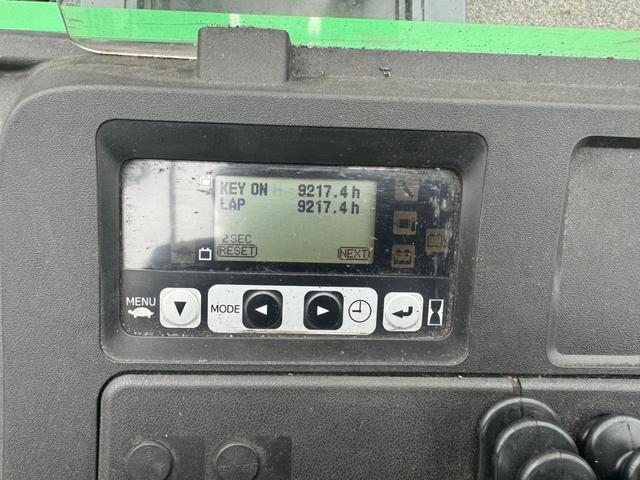 KEY ON 9217.4h
LAP 9217.4h
2SEC
RESET NEXT
MENU
MODE